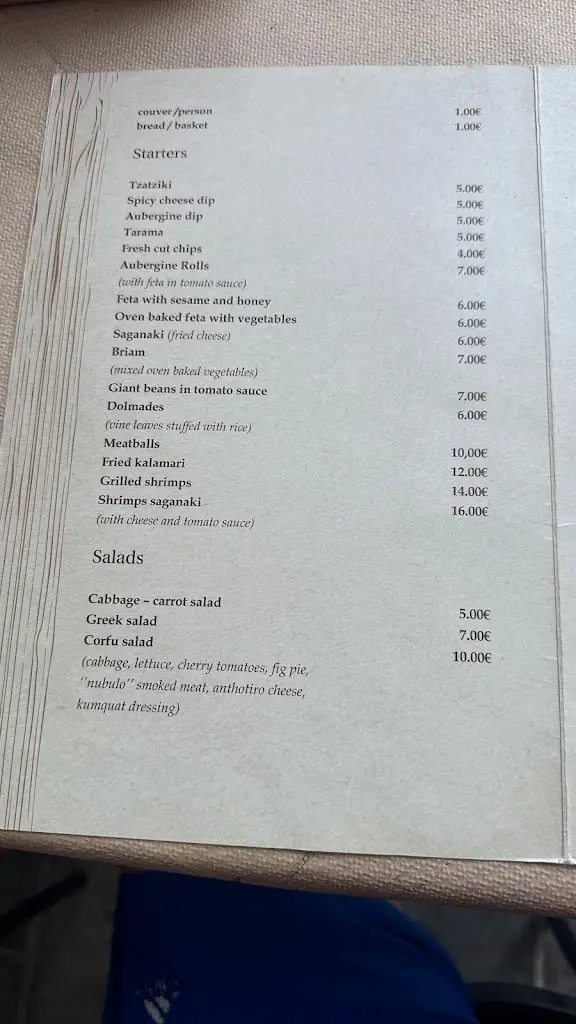 couver/person 1.00€
bread / basket 1.00€
Starters
Tzatziki 5.00€
Spicy cheese dip 5.00€
Aubergine dip 5.00€
Tarama 5.00€
Fresh cut chips 4.00€
Aubergine Rolls 7.00€
(with feta in tomato sauce)
Feta with sesame and honey 6.00€
Oven baked feta with vegetables 6.00€
Saganaki (fried cheese) 6.00€
Briam 7.00€
(mixed oven baked vegetables)
Giant beans in tomato sauce 7.00€
Dolmades 6.00€
(vine leaves stuffed with rice)
Meatballs 10,00€
Fried kalamari 12.00€
Grilled shrimps 14.00€
Shrimps saganaki 16.00€
(with cheese and tomato sauce)
Salads
Cabbage – carrot salad 5.00€
Greek salad 7.00€
Corfu salad 10.00€
(cabbage, lettuce, cherry tomatoes, fig pie,
''nubulo'' smoked meat, anthotiro cheese,
kumquat dressing)